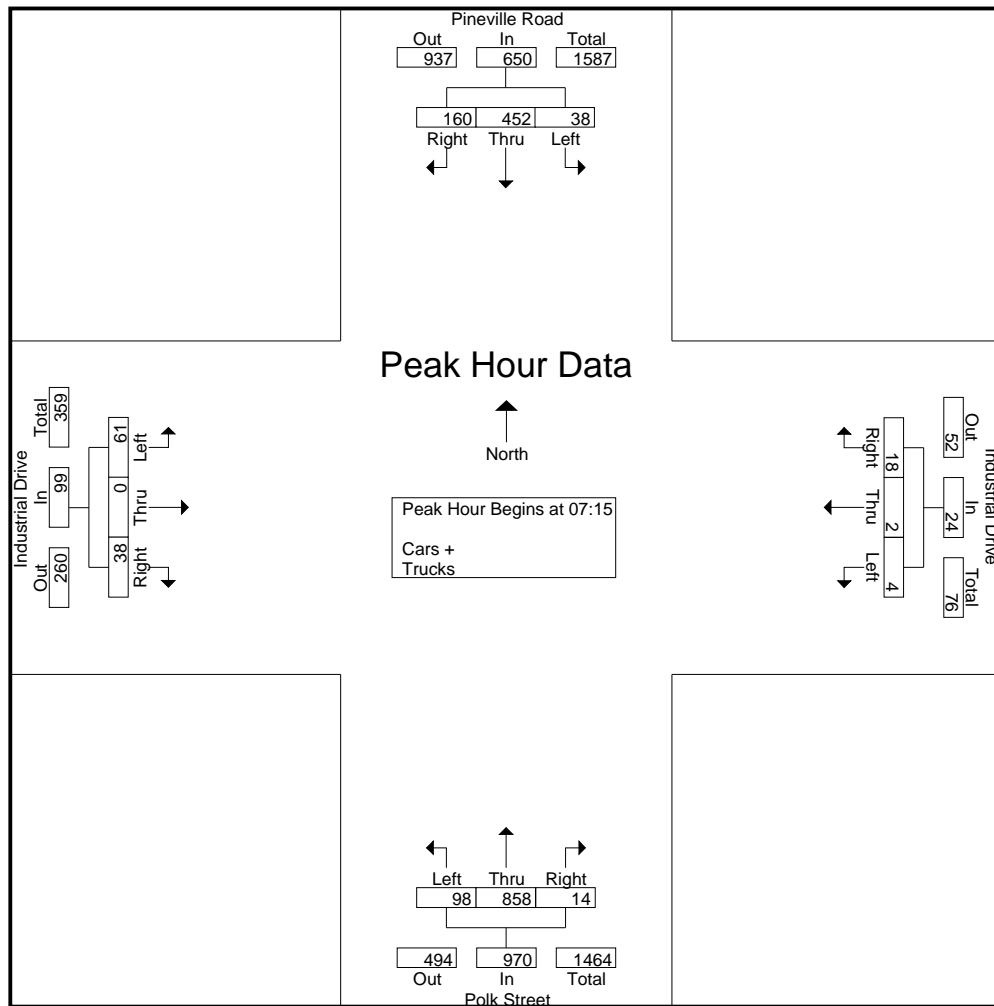 Pineville Road
Out In Total
937 650 1587
160 452 38
Right Thru Left
Peak Hour Data
North
Peak Hour Begins at 07:15
Cars +
Trucks
Industrial Drive
Out In Total
260 99 359
Left Thru Right
61 0 38
Industrial Drive
Out In Total
52 24 76
Right Thru Left
18 2 4
Left Thru Right
98 858 14
494 970 1464
Out In Total
Polk Street